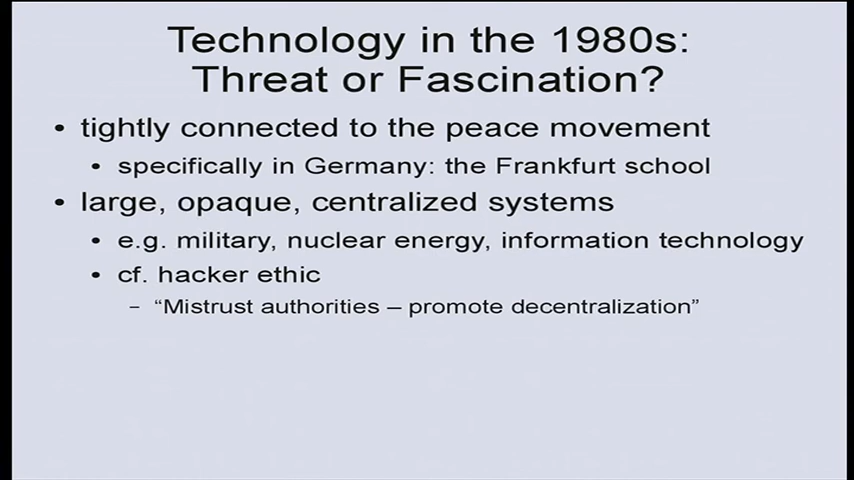 Technology in the 1980s:
Threat or Fascination?
• tightly connected to the peace movement
• specifically in Germany: the Frankfurt school
• large, opaque, centralized systems
• e.g. military, nuclear energy, information technology
• cf. hacker ethic
– “Mistrust authorities – promote decentralization”